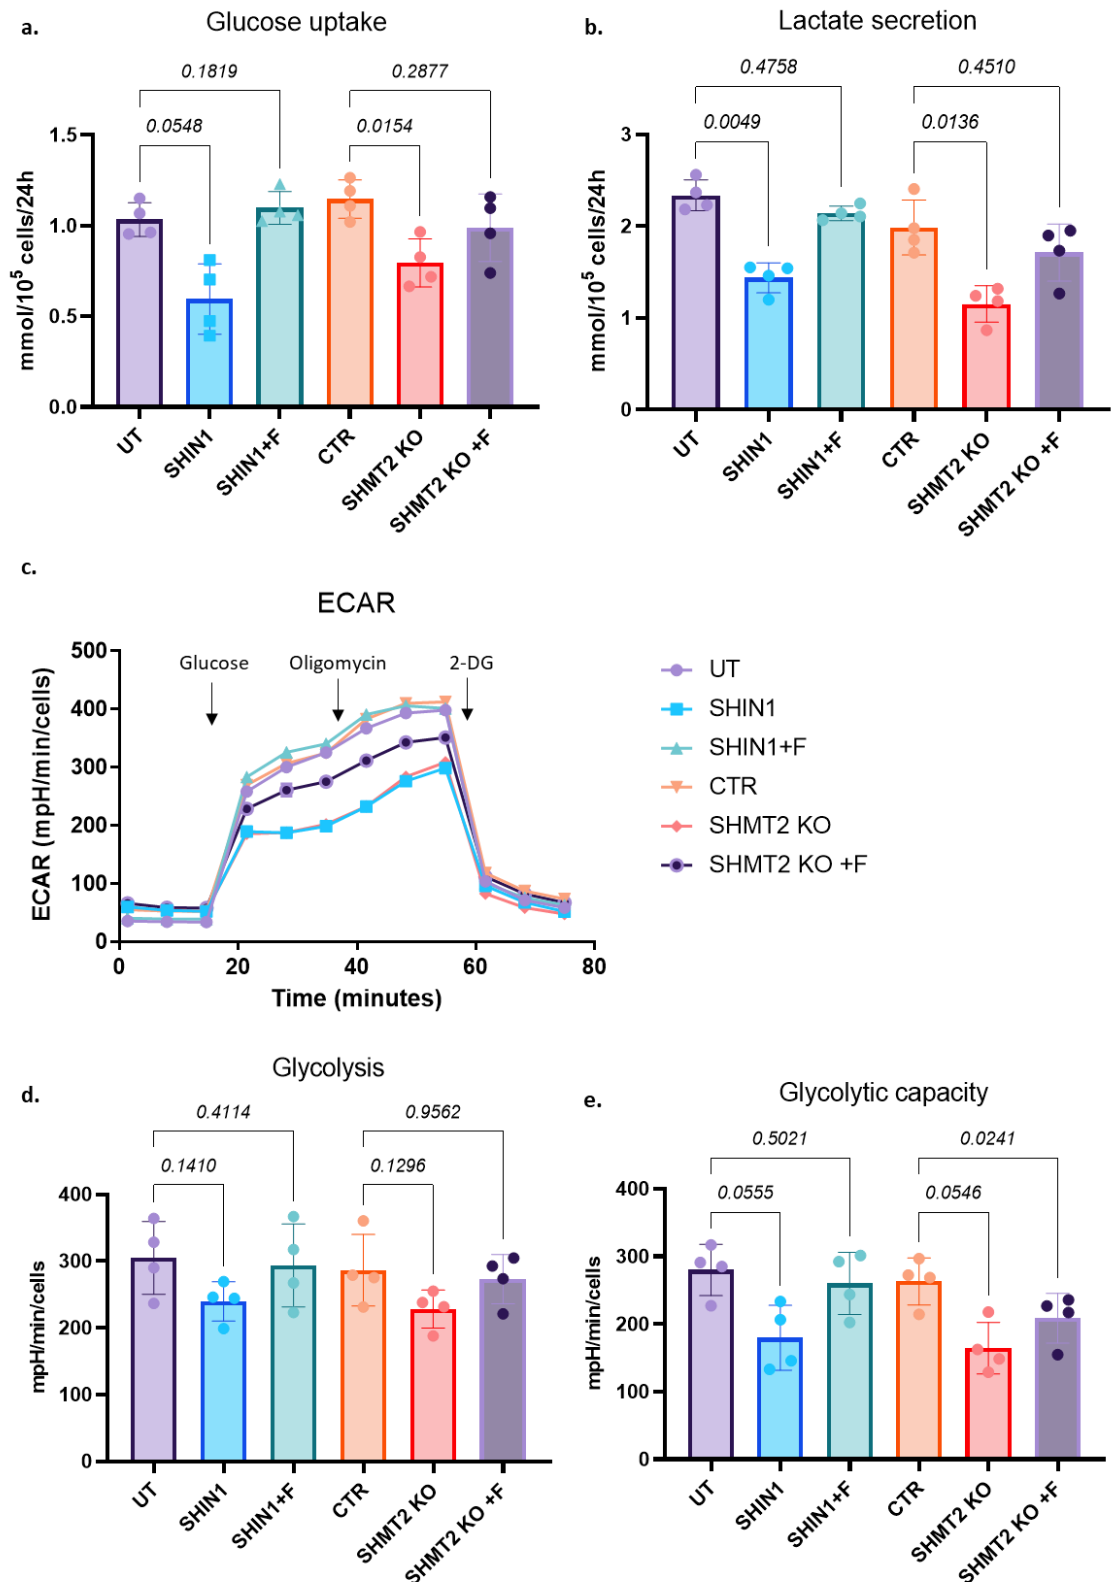 a.
Glucose uptake
0.1819
0.2877
0.0548
0.0154
mmol/10⁵ cells/24h
1.5
1.0
0.5
0.0
UT
SHIN1
SHIN1+F
CTR
SHMT2 KO
SHMT2 KO +F
b.
Lactate secretion
0.4758
0.4510
0.0049
0.0136
mmol/10⁵ cells/24h
3
2
1
0
UT
SHIN1
SHIN1+F
CTR
SHMT2 KO
SHMT2 KO +F
c.
ECAR
ECAR (mpH/min/cells)
500
400
300
200
100
0
Glucose
Oligomycin
2-DG
0
20
40
60
80
Time (minutes)
UT
SHIN1
SHIN1+F
CTR
SHMT2 KO
SHMT2 KO +F
d.
Glycolysis
0.4114
0.9562
0.1410
0.1296
mpH/min/cells
400
300
200
100
0
UT
SHIN1
SHIN1+F
CTR
SHMT2 KO
SHMT2 KO +F
e.
Glycolytic capacity
0.5021
0.0241
0.0555
0.0546
mpH/min/cells
400
300
200
100
0
UT
SHIN1
SHIN1+F
CTR
SHMT2 KO
SHMT2 KO +F